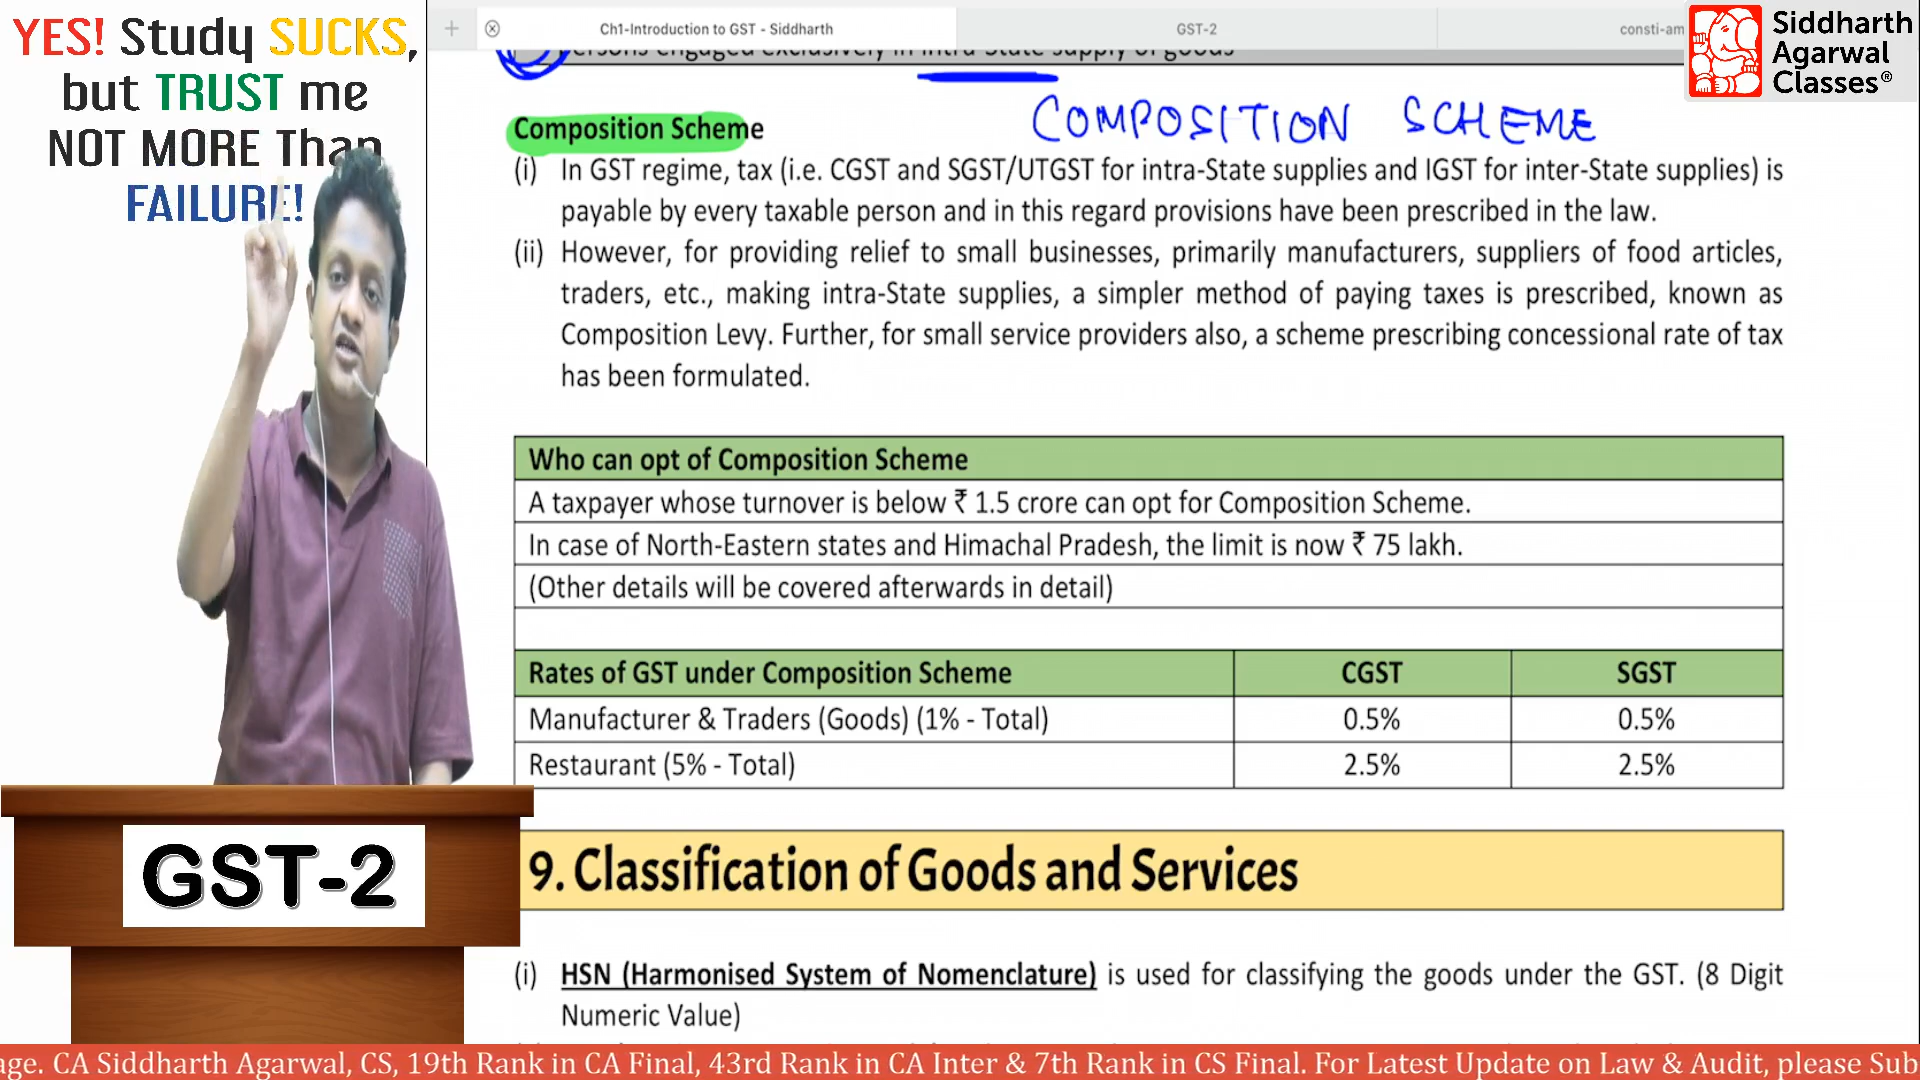 YES! Study SUCKS,
but TRUST me
NOT MORE Than
FAILURE!
Ch1-Introduction to GST - Siddharth
GST-2
consti-am
Siddharth
Agarwal
Classes®
persons engaged exclusively in intra-State supply of goods
COMPOSITION SCHEME
Composition Scheme
(i) In GST regime, tax (i.e. CGST and SGST/UTGST for intra-State supplies and IGST for inter-State supplies) is
payable by every taxable person and in this regard provisions have been prescribed in the law.
(ii) However, for providing relief to small businesses, primarily manufacturers, suppliers of food articles,
traders, etc., making intra-State supplies, a simpler method of paying taxes is prescribed, known as
Composition Levy. Further, for small service providers also, a scheme prescribing concessional rate of tax
has been formulated.
Who can opt of Composition Scheme
A taxpayer whose turnover is below ₹ 1.5 crore can opt for Composition Scheme.
In case of North-Eastern states and Himachal Pradesh, the limit is now ₹ 75 lakh.
(Other details will be covered afterwards in detail)
Rates of GST under Composition Scheme CGST SGST
Manufacturer & Traders (Goods) (1% - Total) 0.5% 0.5%
Restaurant (5% - Total) 2.5% 2.5%
GST-2
9. Classification of Goods and Services
(i) HSN (Harmonised System of Nomenclature) is used for classifying the goods under the GST. (8 Digit
Numeric Value)
age. CA Siddharth Agarwal, CS, 19th Rank in CA Final, 43rd Rank in CA Inter & 7th Rank in CS Final. For Latest Update on Law & Audit, please Sub